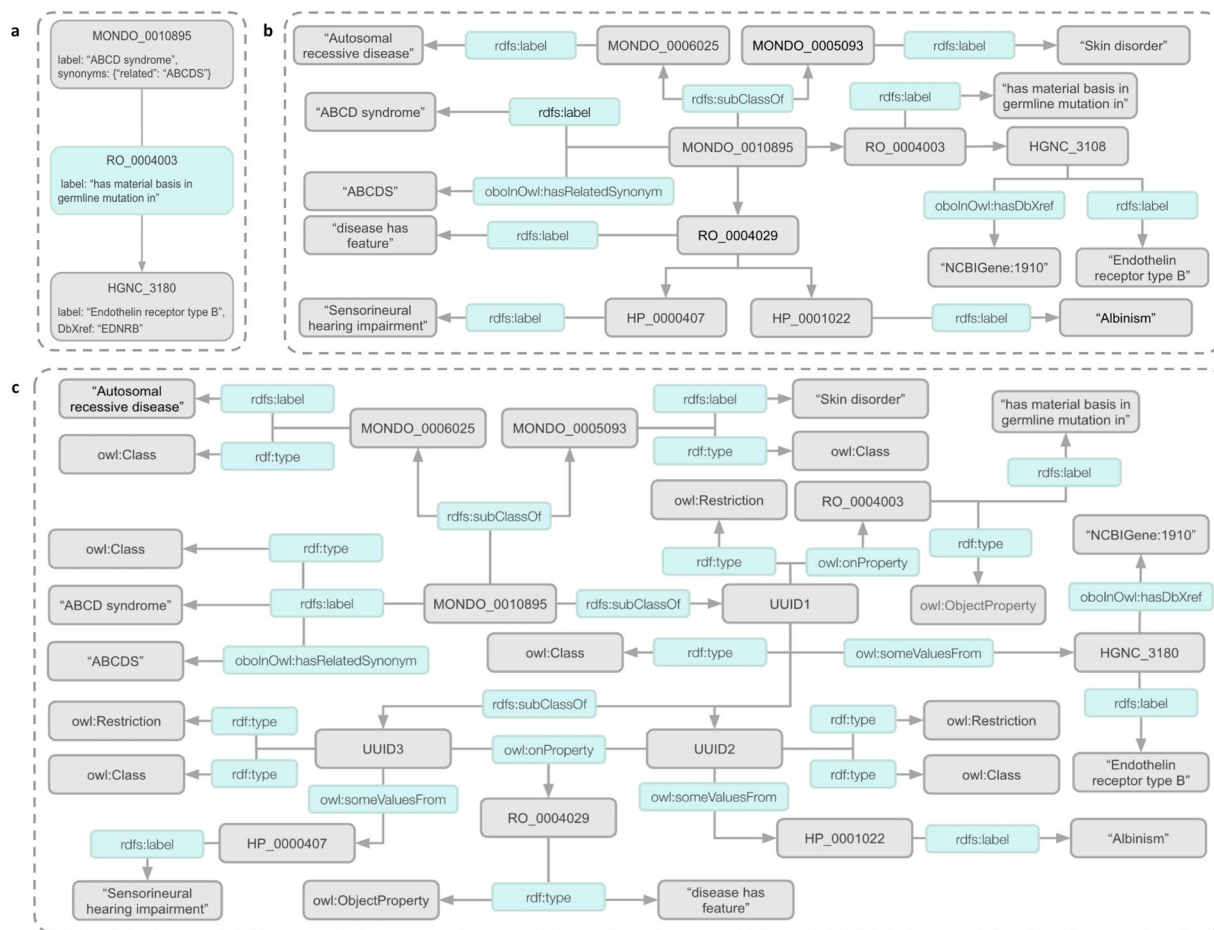 a
MONDO_0010895
label: “ABCD syndrome”,
synonyms: {“related”: “ABCDS”}
RO_0004003
label: “has material basis in
germline mutation in”
HGNC_3180
label: “Endothelin receptor type B”,
DbXref: “EDNRB”
b
“Autosomal
recessive disease”
rdfs:label
MONDO_0006025
MONDO_0005093
rdfs:label
“Skin disorder”
“ABCD syndrome”
rdfs:label
rdfs:subClassOf
rdfs:label
“has material basis in
germline mutation in”
MONDO_0010895
RO_0004003
HGNC_3108
“ABCDS”
oboInOwl:hasRelatedSynonym
oboInOwl:hasDbXref
rdfs:label
“disease has
feature”
rdfs:label
RO_0004029
“NCBIGene:1910”
“Endothelin
receptor type B”
“Sensorineural
hearing impairment”
rdfs:label
HP_0000407
HP_0001022
rdfs:label
“Albinism”
c
“Autosomal
recessive disease”
rdfs:label
MONDO_0006025
MONDO_0005093
rdfs:label
“Skin disorder”
“has material basis in
germline mutation in”
owl:Class
rdf:type
rdf:type
owl:Class
rdfs:label
owl:Restriction
RO_0004003
rdfs:subClassOf
owl:Class
rdf:type
rdf:type
owl:onProperty
rdf:type
“NCBIGene:1910”
“ABCD syndrome”
rdfs:label
MONDO_0010895
rdfs:subClassOf
UUID1
owl:ObjectProperty
oboInOwl:hasDbXref
“ABCDS”
oboInOwl:hasRelatedSynonym
owl:Class
rdf:type
owl:someValuesFrom
HGNC_3180
rdfs:subClassOf
rdfs:label
owl:Restriction
rdf:type
rdf:type
owl:Restriction
UUID3
owl:onProperty
UUID2
owl:Class
rdf:type
rdf:type
owl:Class
“Endothelin
receptor type B”
owl:someValuesFrom
owl:someValuesFrom
RO_0004029
rdfs:label
HP_0000407
HP_0001022
rdfs:label
“Albinism”
“Sensorineural
hearing impairment”
owl:ObjectProperty
rdf:type
“disease has
feature”